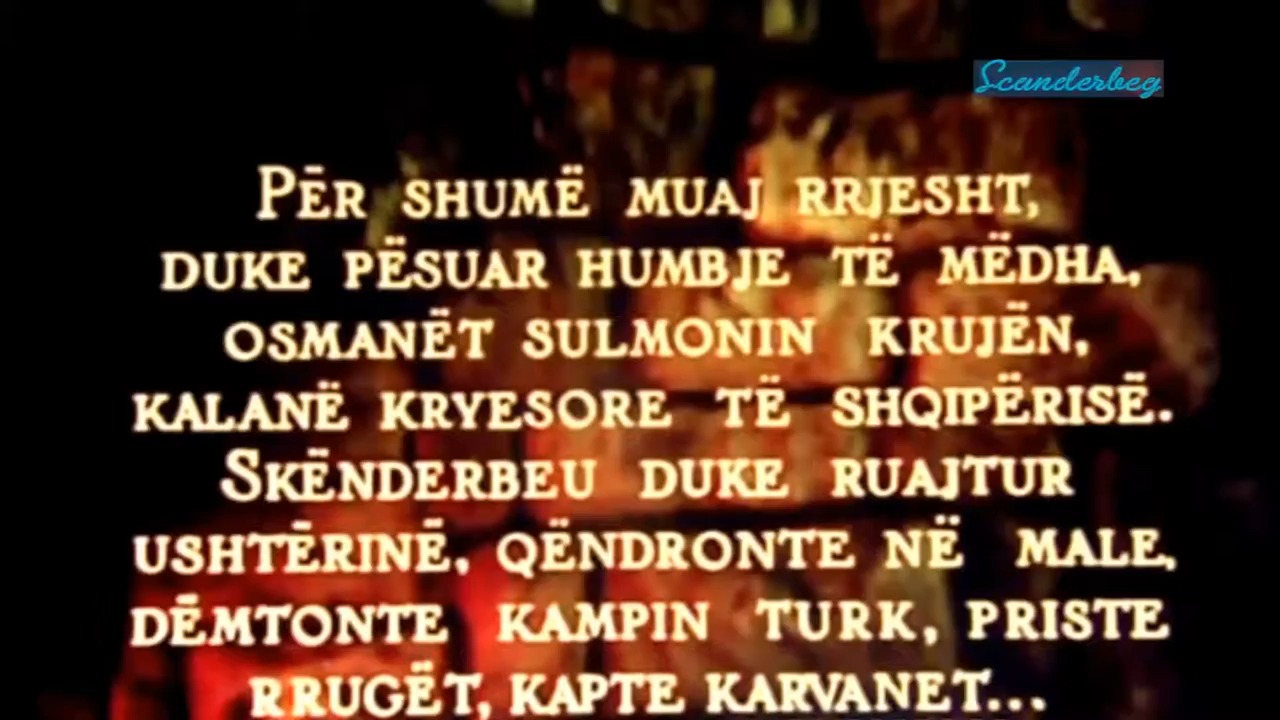 Scanderbeg
PËR SHUMË MUAJ RRJESHT,
DUKE PËSUAR HUMBJE TË MËDHA,
OSMANËT SULMONIN KRUJËN,
KALANË KRYESORE TË SHQIPËRISË.
SKËNDERBEU DUKE RUAJTUR
USHTËRINË, QËNDRONTE NË MALE,
DËMTONTE KAMPIN TURK, PRISTE
RRUGËT, KAPTE KARVANET...